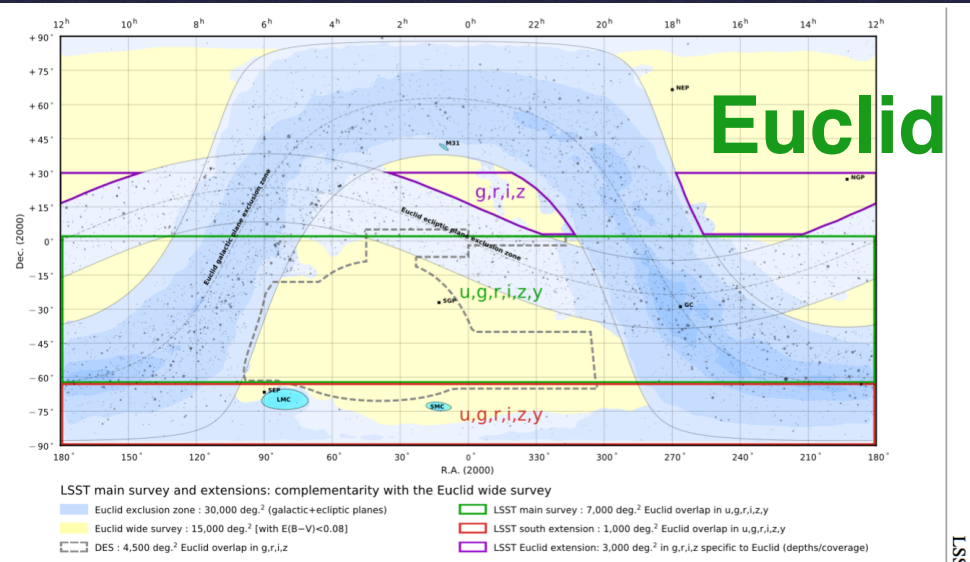 12h 10h 8h 6h 4h 2h 0h 22h 20h 18h 16h 14h 12h
+90°
+75°
NEP
Euclid
+60°
+45°
M31
+30°
NGP
g,r,i,z
+15°
Euclid galactic plane exclusion zone
Euclid ecliptic plane exclusion zone
Dec. (2000)
0°
−15°
SGP
u,g,r,i,z,y
GC
−30°
−45°
−60°
SEP
LMC
SMC
u,g,r,i,z,y
−75°
−90°
180° 150° 120° 90° 60° 30° 0° 330° 300° 270° 240° 210° 180°
R.A. (2000)
LSST main survey and extensions: complementarity with the Euclid wide survey
Euclid exclusion zone : 30,000 deg.² (galactic+ecliptic planes)
Euclid wide survey : 15,000 deg.² [with E(B−V)<0.08]
DES : 4,500 deg.² Euclid overlap in g,r,i,z
LSST main survey : 7,000 deg.² Euclid overlap in u,g,r,i,z,y
LSST south extension : 1,000 deg.² Euclid overlap in u,g,r,i,z,y
LSST Euclid extension: 3,000 deg.² in g,r,i,z specific to Euclid (depths/coverage)
LSS